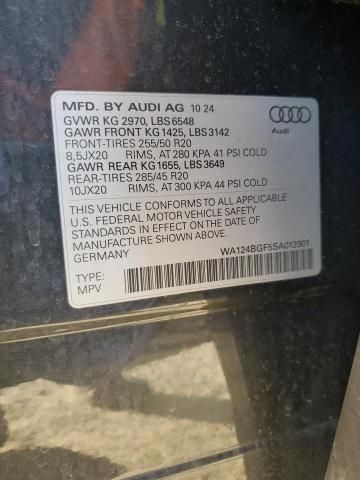 MFD. BY AUDI AG 10 24
GVWR KG 2970, LBS 6548
GAWR FRONT KG 1425, LBS 3142
FRONT-TIRES 255/50 R20
8,5JX20 RIMS, AT 280 KPA 41 PSI COLD
GAWR REAR KG1655, LBS 3649
REAR-TIRES 285/45 R20
10JX20 RIMS, AT 300 KPA 44 PSI COLD
THIS VEHICLE CONFORMS TO ALL APPLICABLE
U.S. FEDERAL MOTOR VEHICLE SAFETY STANDARDS
IN EFFECT ON THE DATE OF MANUFACTURE SHOWN ABOVE
GERMANY
WA124BGF5SA012901
TYPE:
MPV
Audi